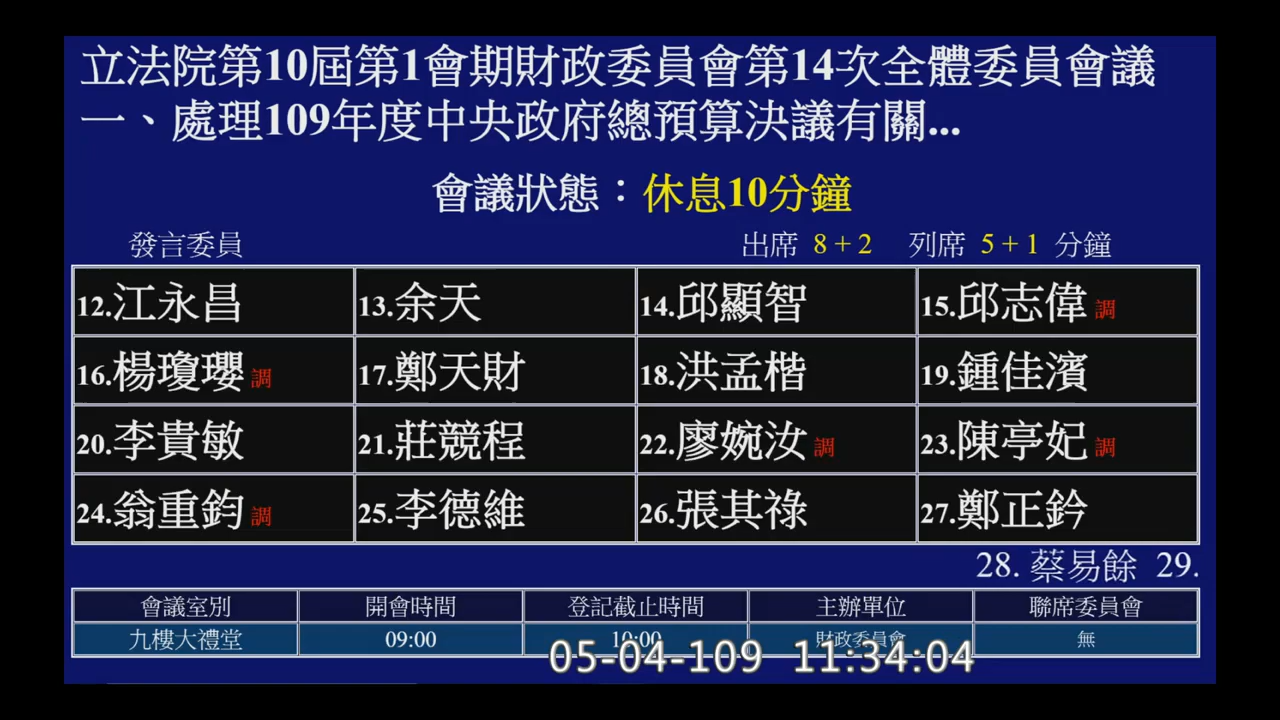 立法院第10屆第1會期財政委員會第14次全體委員會議
一、處理109年度中央政府總預算決議有關...
會議狀態：休息10分鐘
發言委員 出席 8+2 列席 5+1 分鐘
12.江永昌 13.余天 14.邱顯智 15.邱志偉 調
16.楊瓊瓔 調 17.鄭天財 18.洪孟楷 19.鍾佳濱
20.李貴敏 21.莊競程 22.廖婉汝 調 23.陳亭妃 調
24.翁重鈞 調 25.李德維 26.張其祿 27.鄭正鈐
28. 蔡易餘 29.
會議室別 開會時間 登記截止時間 主辦單位 聯席委員會
九樓大禮堂 09:00 10:00 財政委員會 無
05-04-109 11:34:04